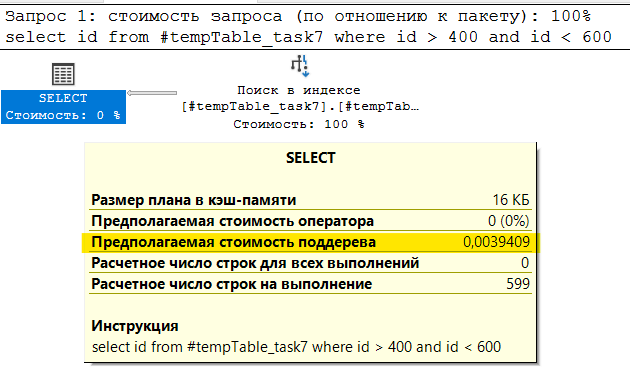 Запрос 1: стоимость запроса (по отношению к пакету): 100%
select id from #tempTable_task7 where id > 400 and id < 600
SELECT
Стоимость: 0 %
Поиск в индексе
[#tempTable_task7].[#tempTab…
Стоимость: 100 %
SELECT
Размер плана в кэш-памяти 16 КБ
Предполагаемая стоимость оператора 0 (0%)
Предполагаемая стоимость поддерева 0,0039409
Расчетное число строк для всех выполнений 0
Расчетное число строк на выполнение 599
Инструкция
select id from #tempTable_task7 where id > 400 and id < 600